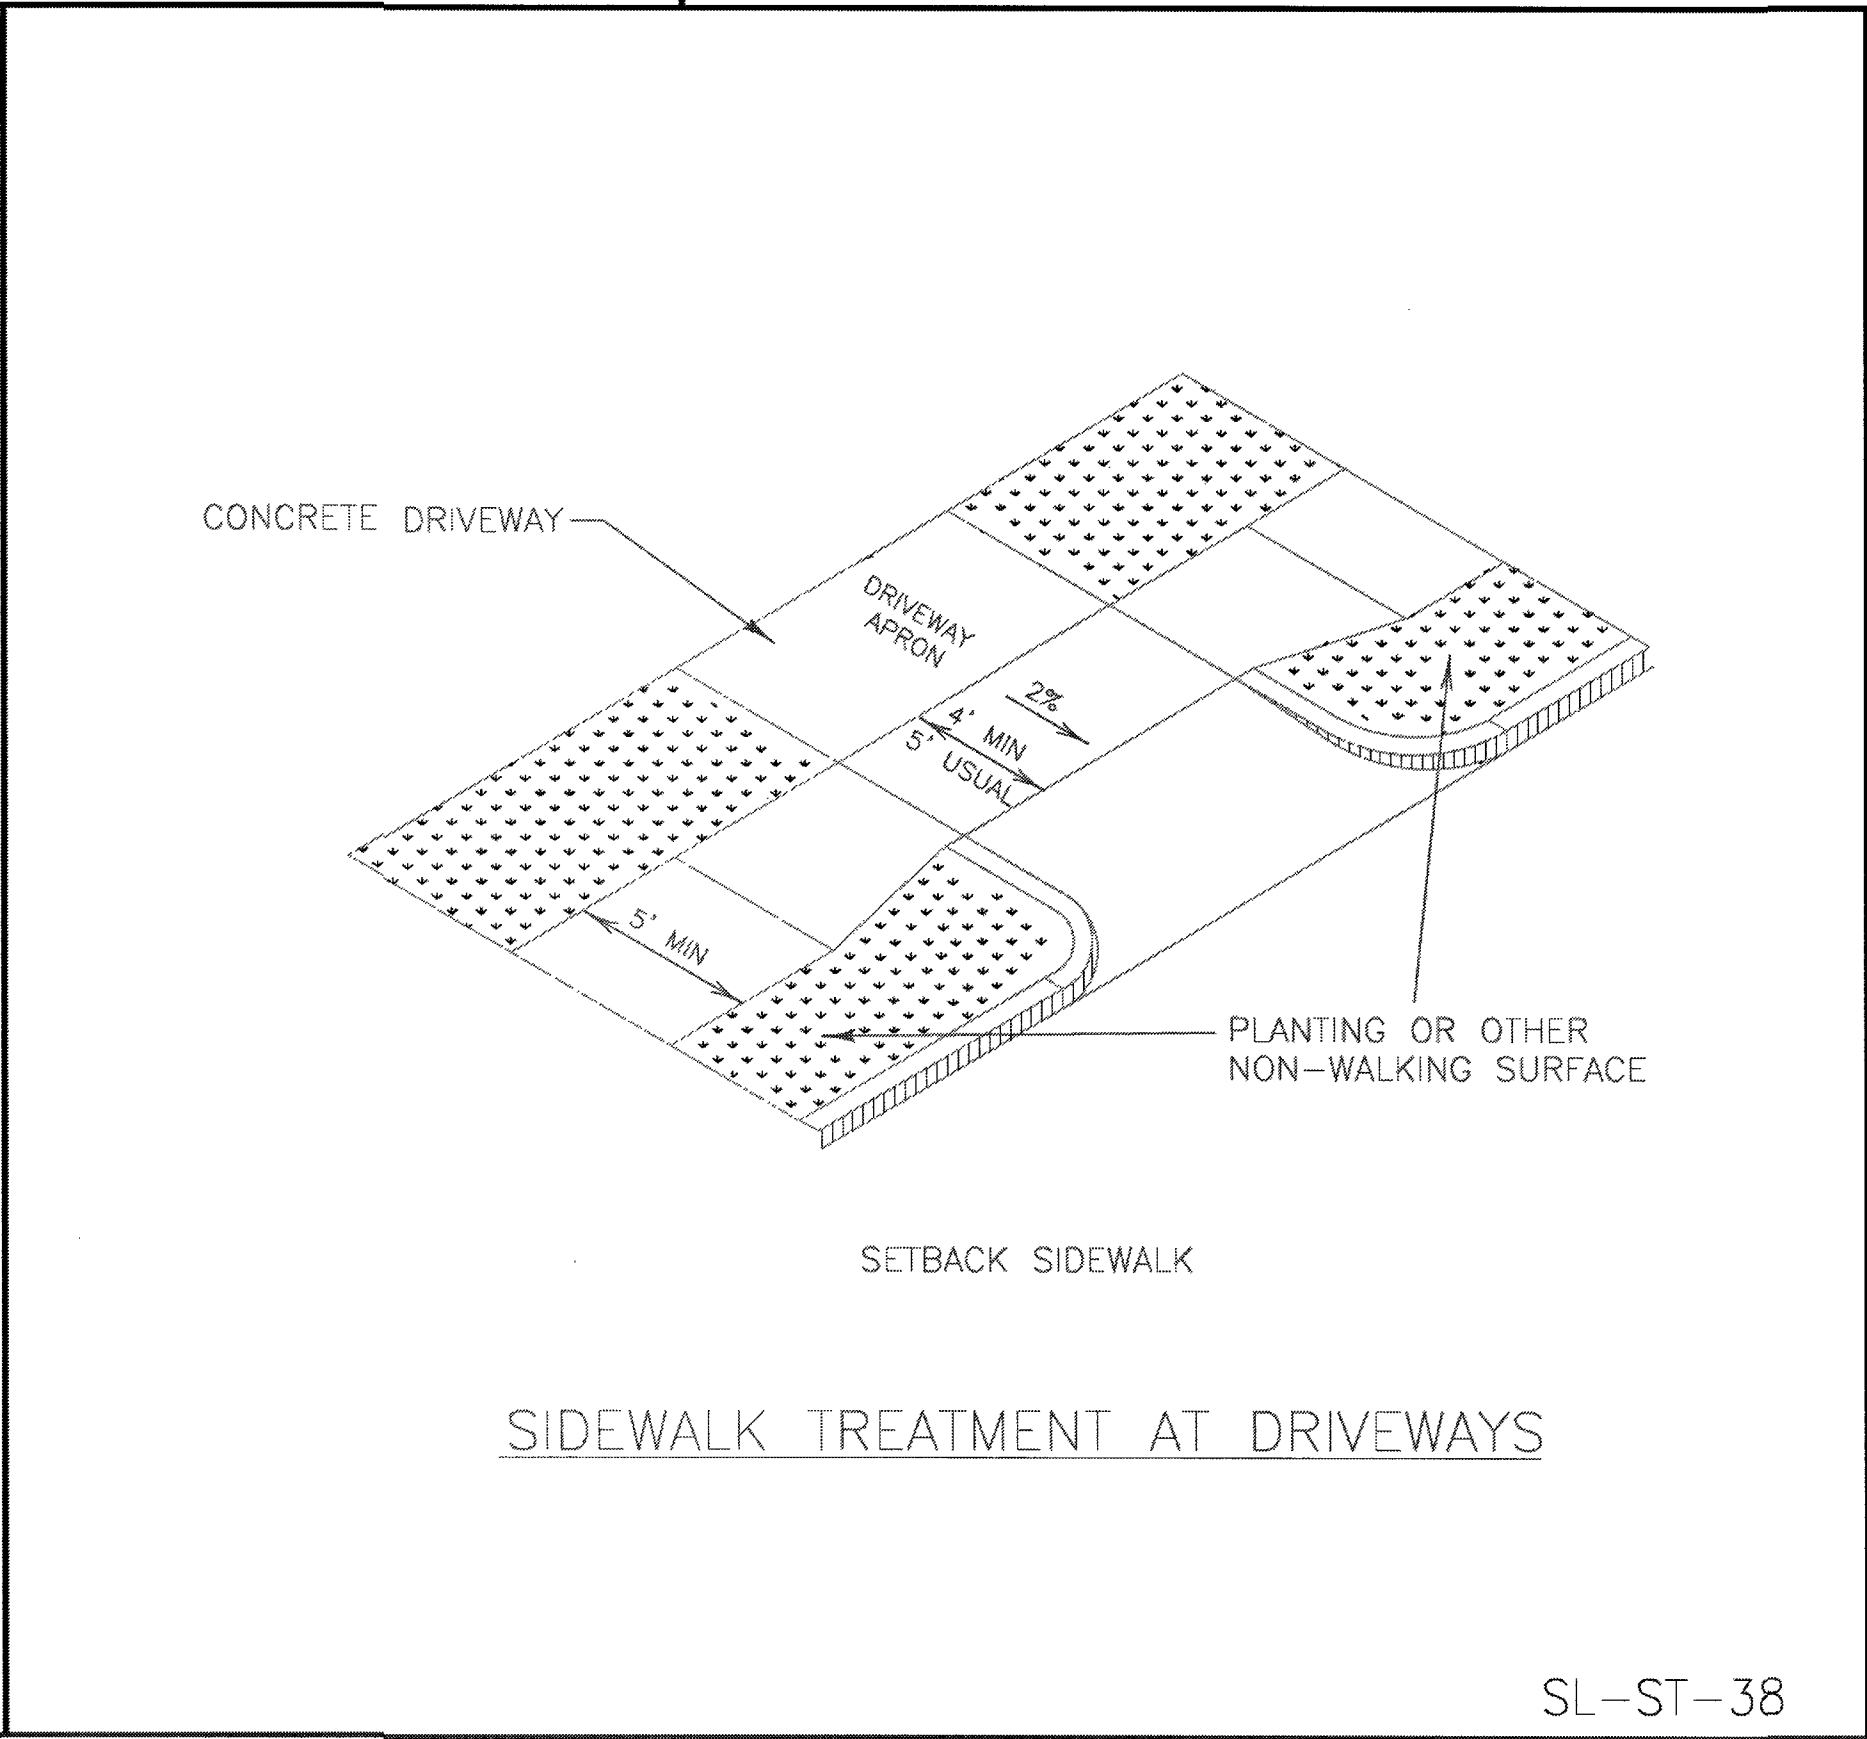 CONCRETE DRIVEWAY
DRIVEWAY
APRON
2%
4' MIN
5' USUAL
5' MIN
PLANTING OR OTHER
NON-WALKING SURFACE
SETBACK SIDEWALK
SIDEWALK TREATMENT AT DRIVEWAYS
SL-ST-38